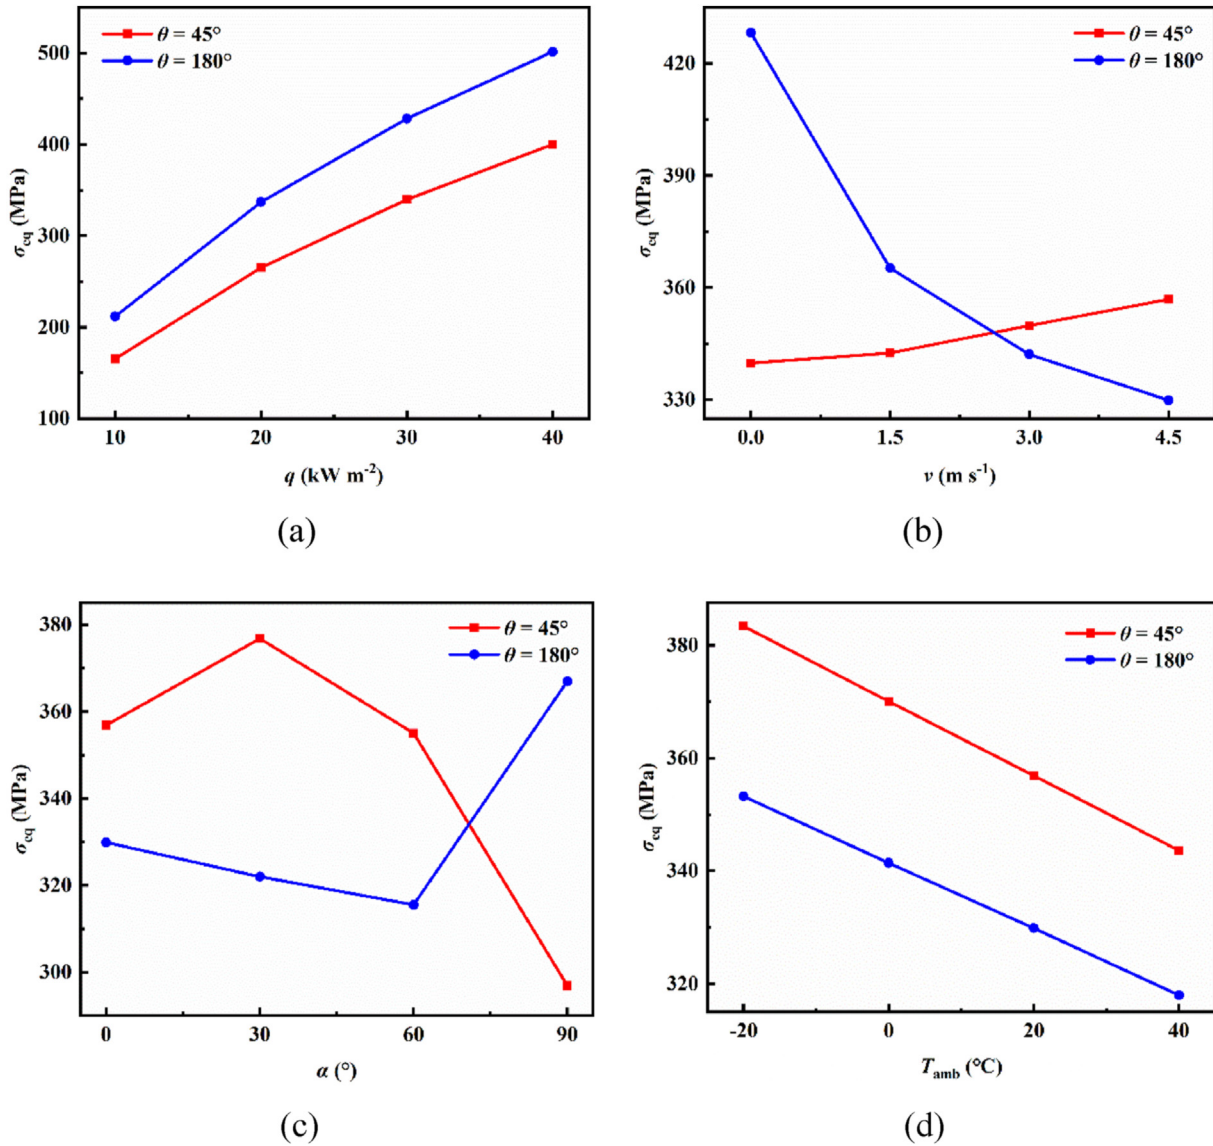 θ = 45°
θ = 180°
500
400
300
200
100
σeq (MPa)
10 20 30 40
q (kW m-2)
(a)
θ = 45°
θ = 180°
420
390
360
330
σeq (MPa)
0.0 1.5 3.0 4.5
v (m s-1)
(b)
θ = 45°
θ = 180°
380
360
340
320
300
σeq (MPa)
0 30 60 90
α (°)
(c)
θ = 45°
θ = 180°
380
360
340
320
σeq (MPa)
-20 0 20 40
Tamb (°C)
(d)